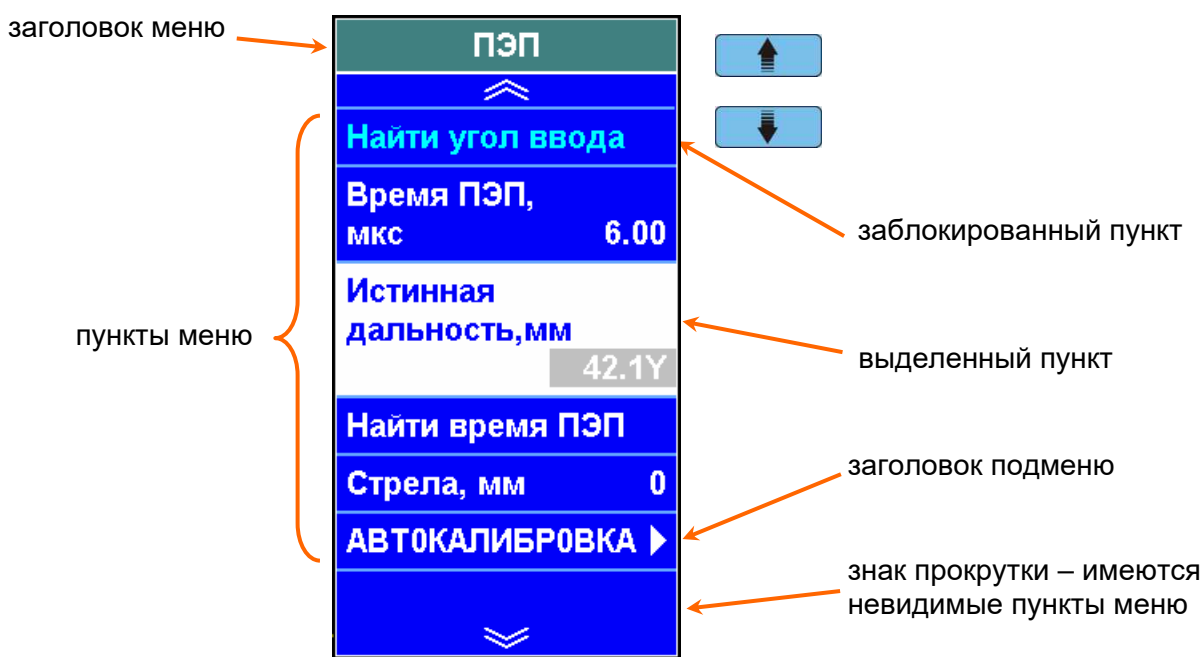 заголовок меню
ПЭП
Найти угол ввода
Время ПЭП,
мкс 6.00
заблокированный пункт
Истинная
дальность,мм
42.1Y
пункты меню
выделенный пункт
Найти время ПЭП
Стрела, мм 0
заголовок подменю
АВТ0КАЛИБР0ВКА
знак прокрутки – имеются
невидимые пункты меню